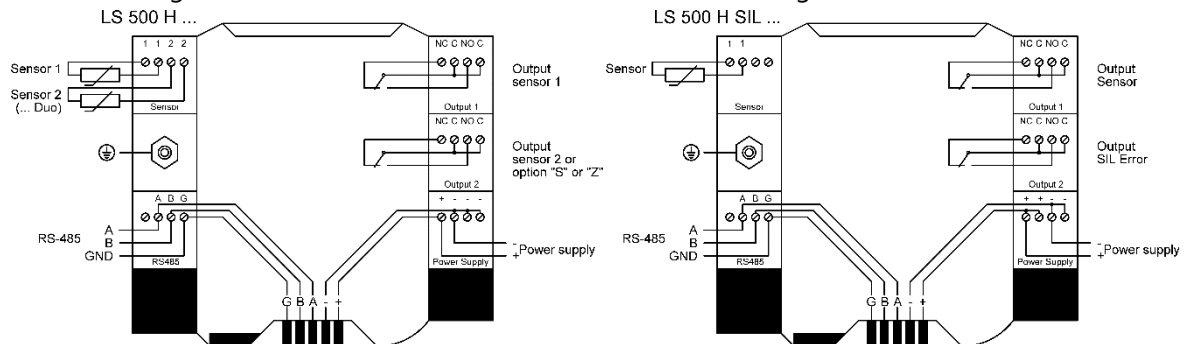 LS 500 H ...
1 1 2 2
Sensor 1
Sensor 2
(... Duo)
Sensor
NC C NO C
Output
sensor 1
Output 1
NC C NO C
Output
sensor 2 or
option "S" or "Z"
Output 2
A B G
A
RS-485
B
GND
RS485
+ - - -
-
Power supply
+
Power Supply
G B A - +
LS 500 H SIL ...
1 1
Sensor
Sensor
NC C NO C
Output
Sensor
Output 1
NC C NO C
Output
SIL Error
Output 2
A B G
A
RS-485
B
GND
RS485
+ + - -
-
Power supply
+
Power Supply
G B A - +